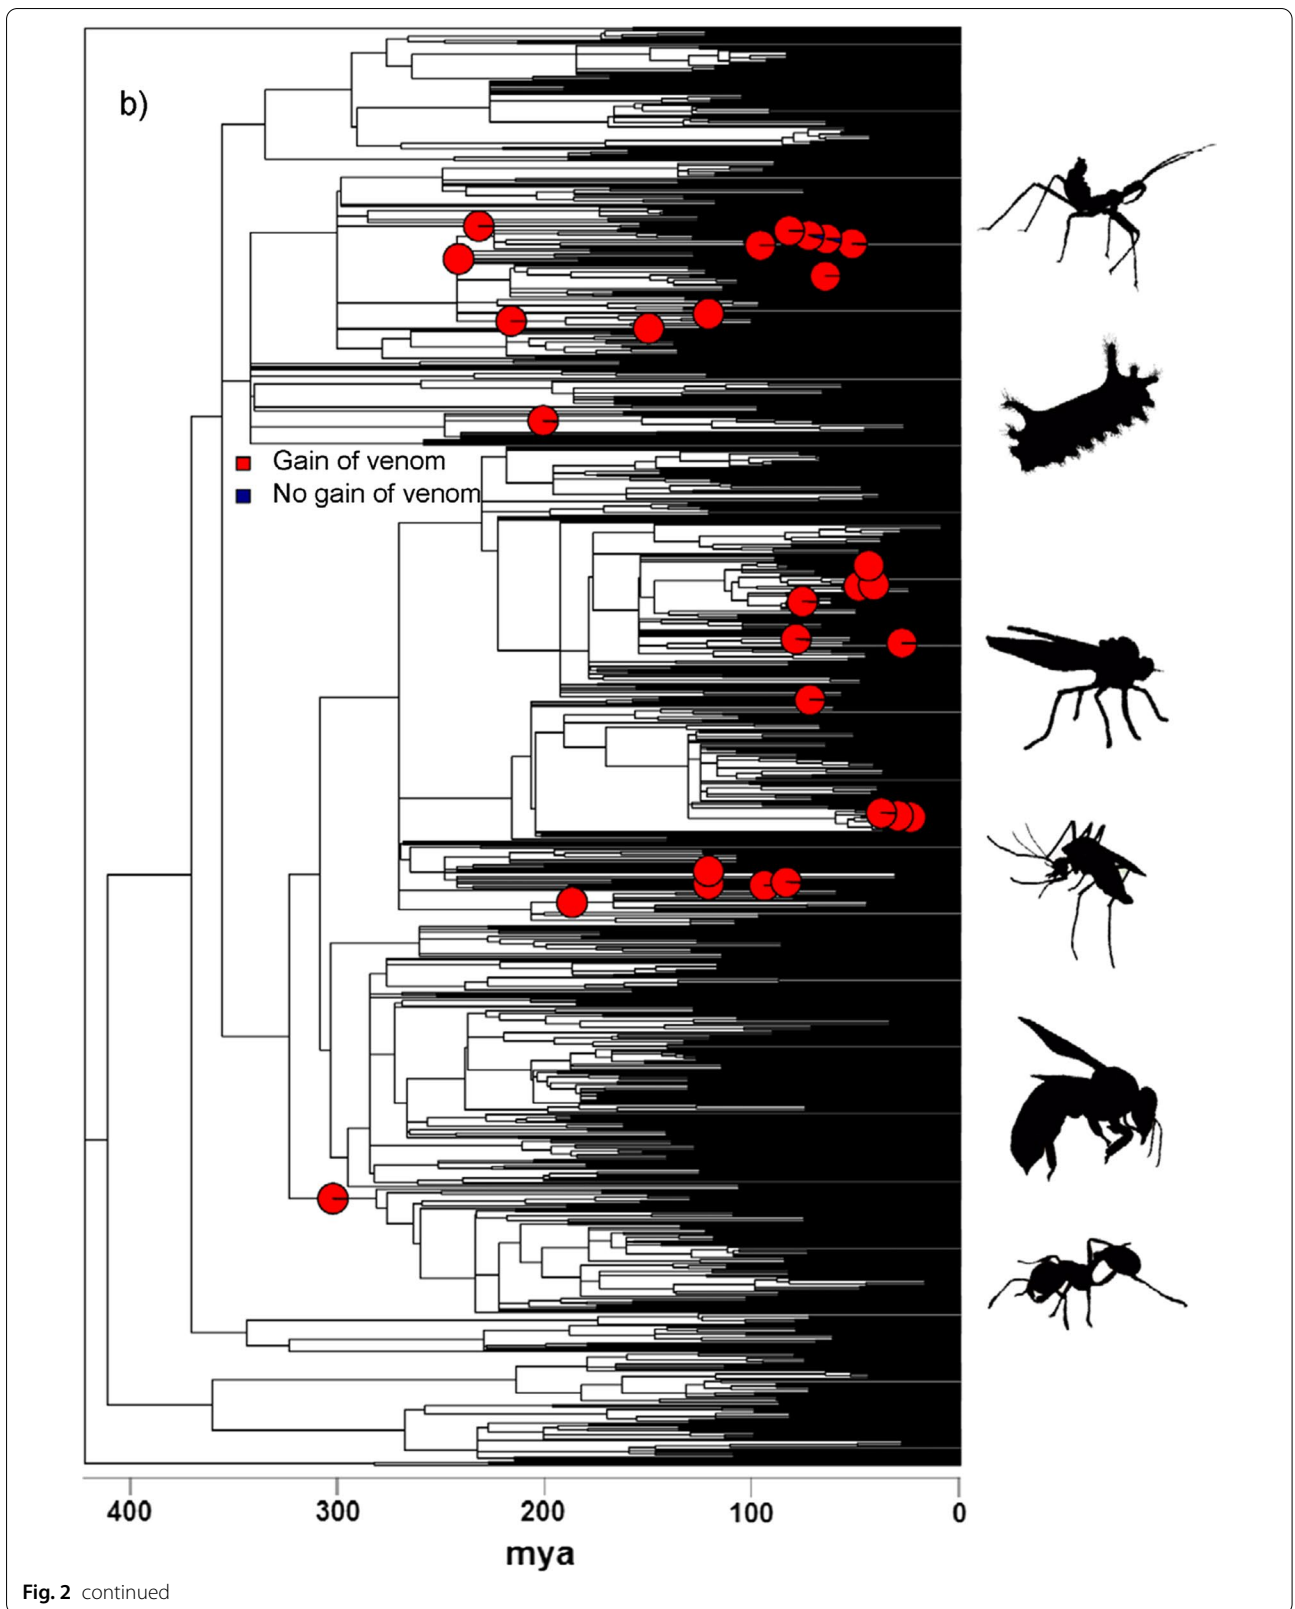 b)
Gain of venom
No gain of venom
400 300 200 100 0
mya
Fig. 2 continued